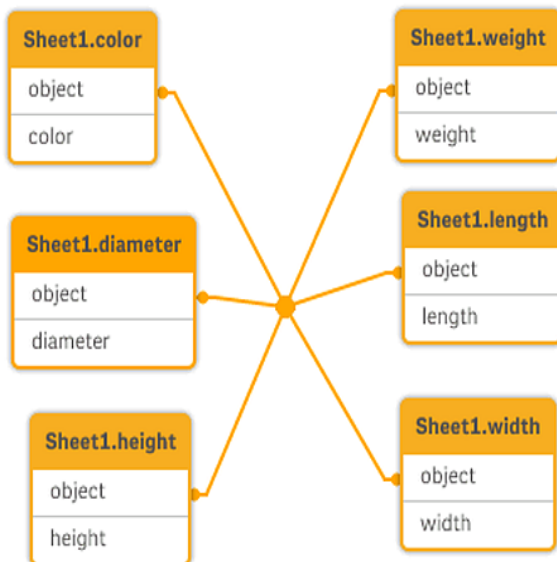 Sheet1.color
object
color
Sheet1.weight
object
weight
Sheet1.diameter
object
diameter
Sheet1.length
object
length
Sheet1.height
object
height
Sheet1.width
object
width